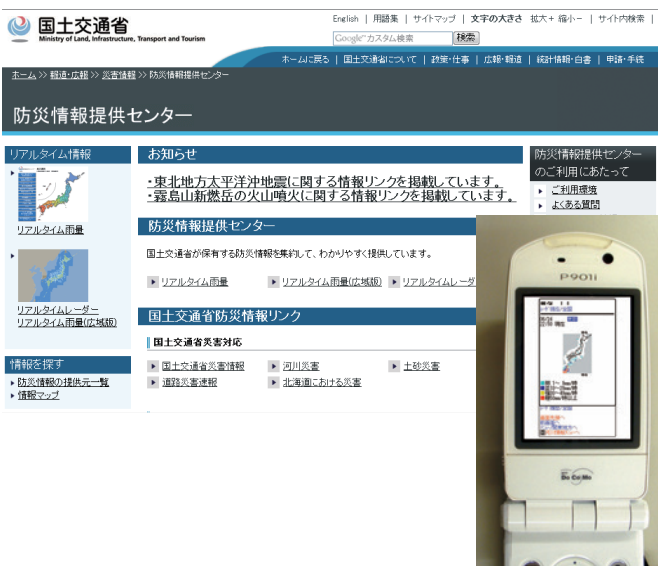 国土交通省
Ministry of Land, Infrastructure, Transport and Tourism
English | 用語集 | サイトマップ | 文字の大きさ 拡大+ 縮小− | サイト内検索 |
Google™カスタム検索 検索
ホームに戻る | 国土交通省について | 政策・仕事 | 広報・報道 | 統計情報・白書 | 申請・手続
ホーム >> 報道・広報 >> 災害情報 >> 防災情報提供センター
防災情報提供センター
リアルタイム情報
リアルタイム雨量
リアルタイムレーダー
リアルタイム雨量(広域版)
情報を探す
防災情報の提供元一覧
情報マップ
お知らせ
・東北地方太平洋沖地震に関する情報リンクを掲載しています。
・霧島山新燃岳の火山噴火に関する情報リンクを掲載しています。
防災情報提供センター
国土交通省が保有する防災情報を集約して、わかりやすく提供しています。
リアルタイム雨量 リアルタイム雨量(広域版) リアルタイムレーダ
国土交通省防災情報リンク
国土交通省災害対応
国土交通省災害情報 河川災害 土砂災害
道路災害速報 北海道における災害
防災情報提供センター
のご利用にあたって
ご利用環境
よくある質問
P901i
DoCoMo